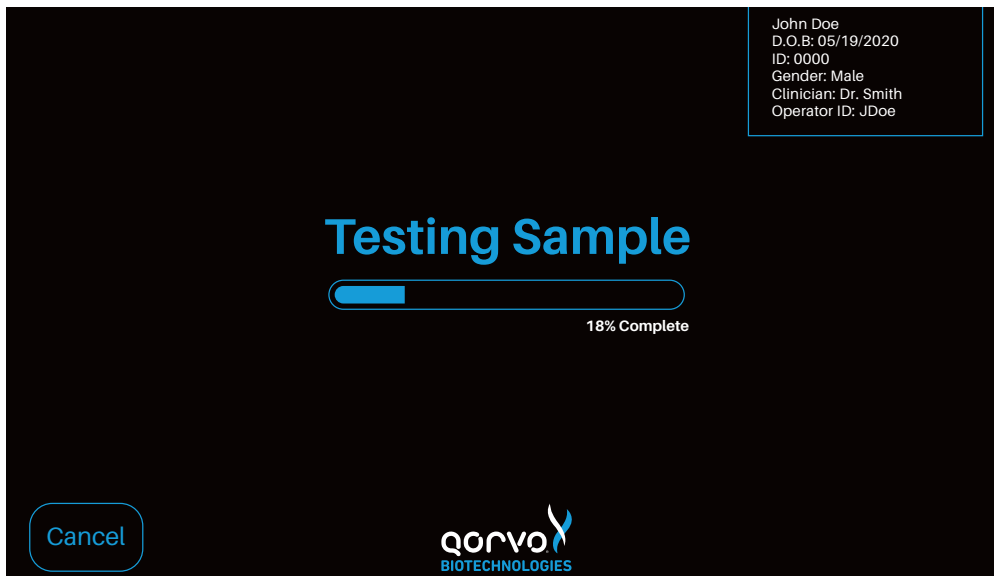 John Doe
D.O.B: 05/19/2020
ID: 0000
Gender: Male
Clinician: Dr. Smith
Operator ID: JDoe
Testing Sample
18% Complete
Cancel
QORVO
BIOTECHNOLOGIES